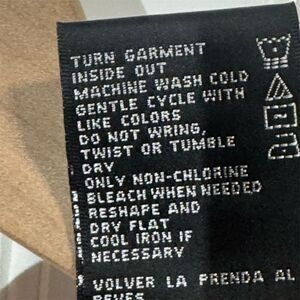 TURN GARMENT
INSIDE OUT
MACHINE WASH COLD
GENTLE CYCLE WITH
LIKE COLORS
DO NOT WRING,
TWIST OR TUMBLE
DRY
ONLY NON-CHLORINE
BLEACH WHEN NEEDED
RESHAPE AND
DRY FLAT
COOL IRON IF
NECESSARY
VOLVER LA PRENDA AL
REVES